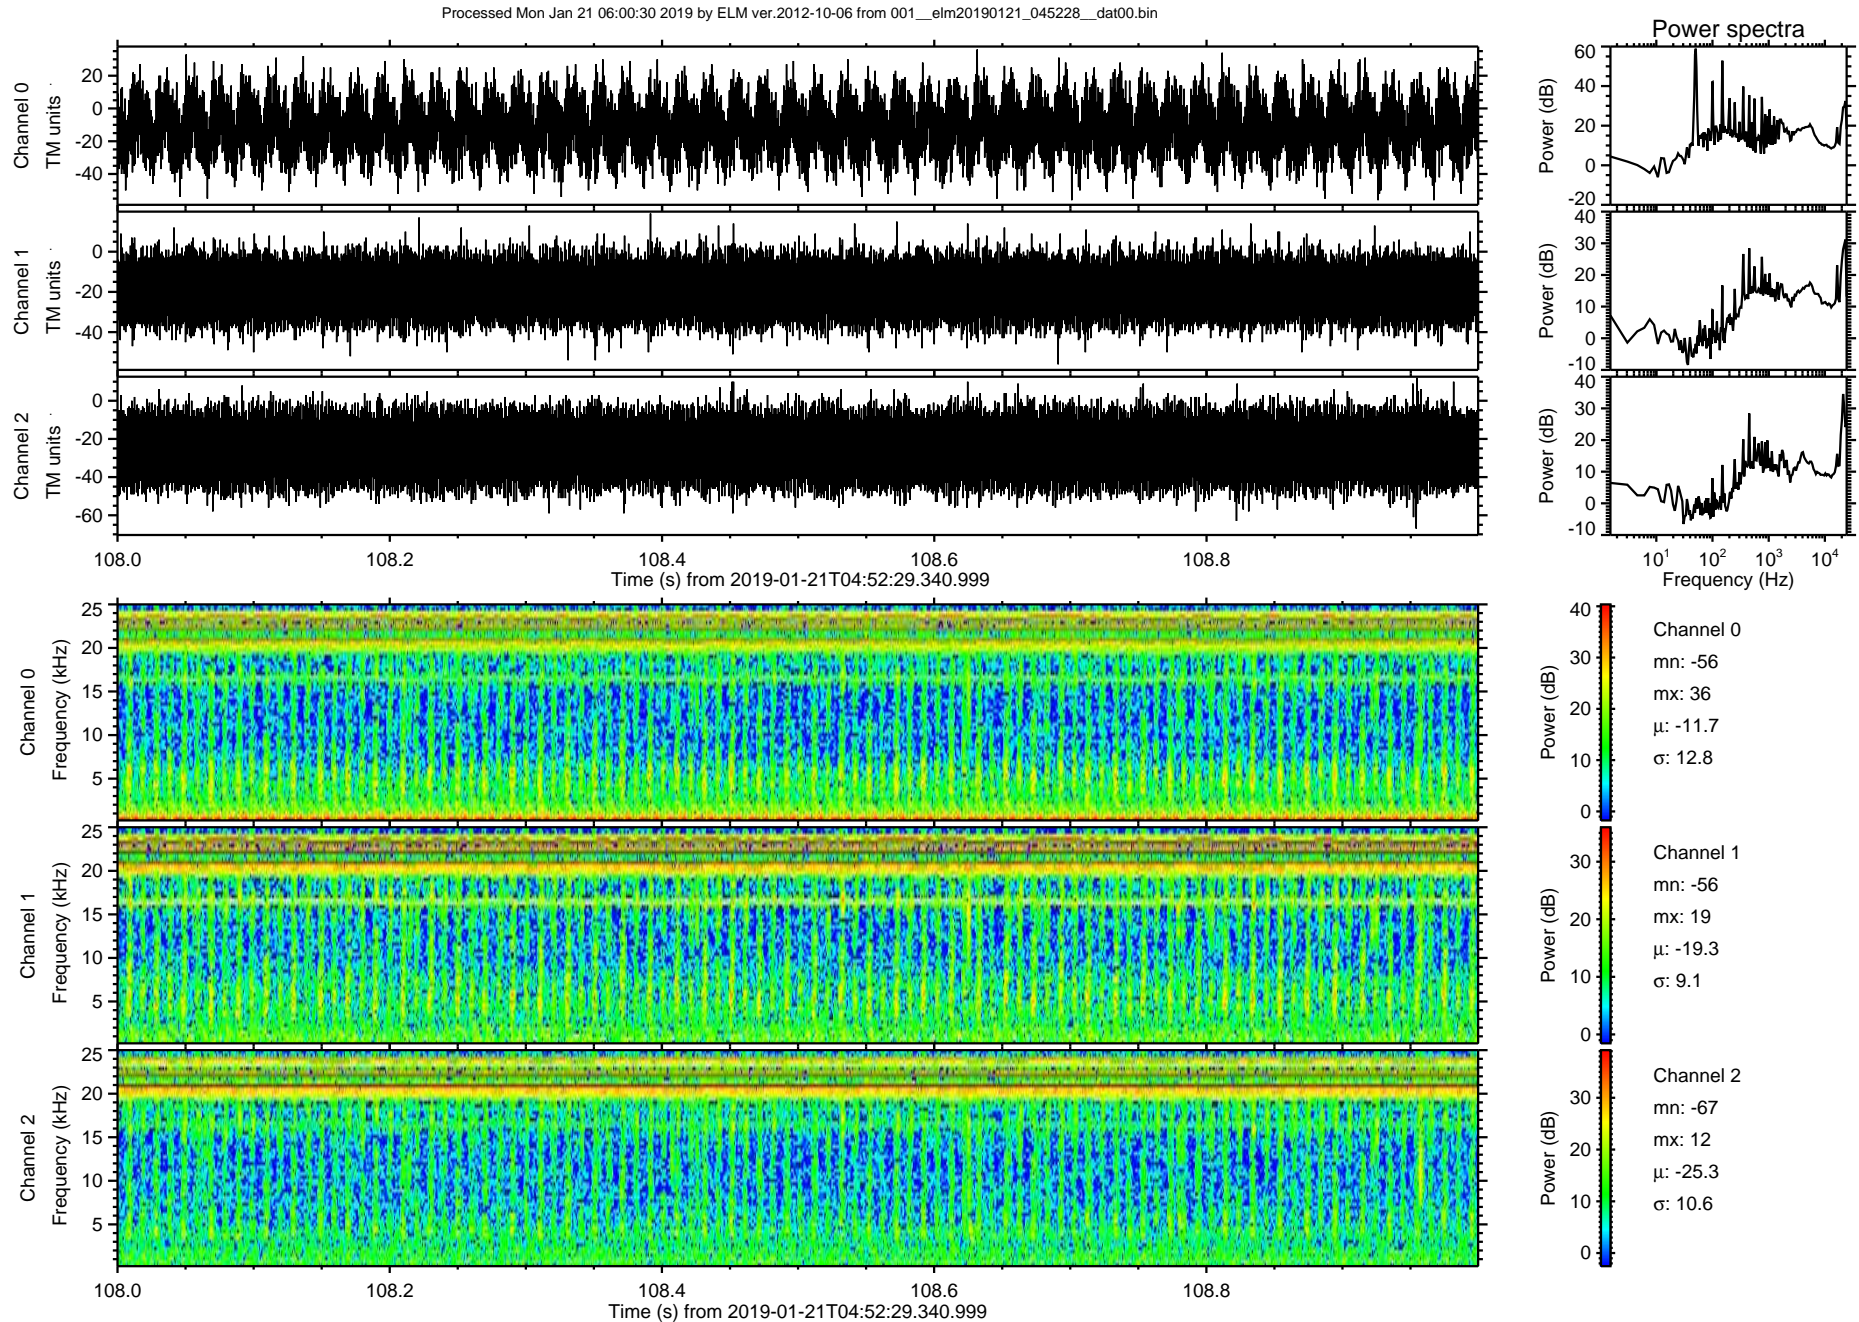 Processed Mon Jan 21 06:00:30 2019 by ELM ver.2012-10-06 from 001__elm20190121_045228__dat00.bin
Power spectra
Channel 0
TM units
20
0
-20
-40
Power (dB)
60
40
20
0
-20
Channel 1
TM units
0
-20
-40
Power (dB)
40
30
20
10
0
-10
Channel 2
TM units
0
-20
-40
-60
Power (dB)
40
30
20
10
0
-10
108.0 108.2 108.4 108.6 108.8
Time (s) from 2019-01-21T04:52:29.340.999
10^1 10^2 10^3 10^4
Frequency (Hz)
Channel 0
Frequency (kHz)
25
20
15
10
5
Power (dB)
40
30
20
10
0
Channel 0
mn: -56
mx: 36
μ: -11.7
σ: 12.8
Channel 1
Frequency (kHz)
25
20
15
10
5
Power (dB)
30
20
10
0
Channel 1
mn: -56
mx: 19
μ: -19.3
σ: 9.1
Channel 2
Frequency (kHz)
25
20
15
10
5
Power (dB)
30
20
10
0
Channel 2
mn: -67
mx: 12
μ: -25.3
σ: 10.6
108.0 108.2 108.4 108.6 108.8
Time (s) from 2019-01-21T04:52:29.340.999